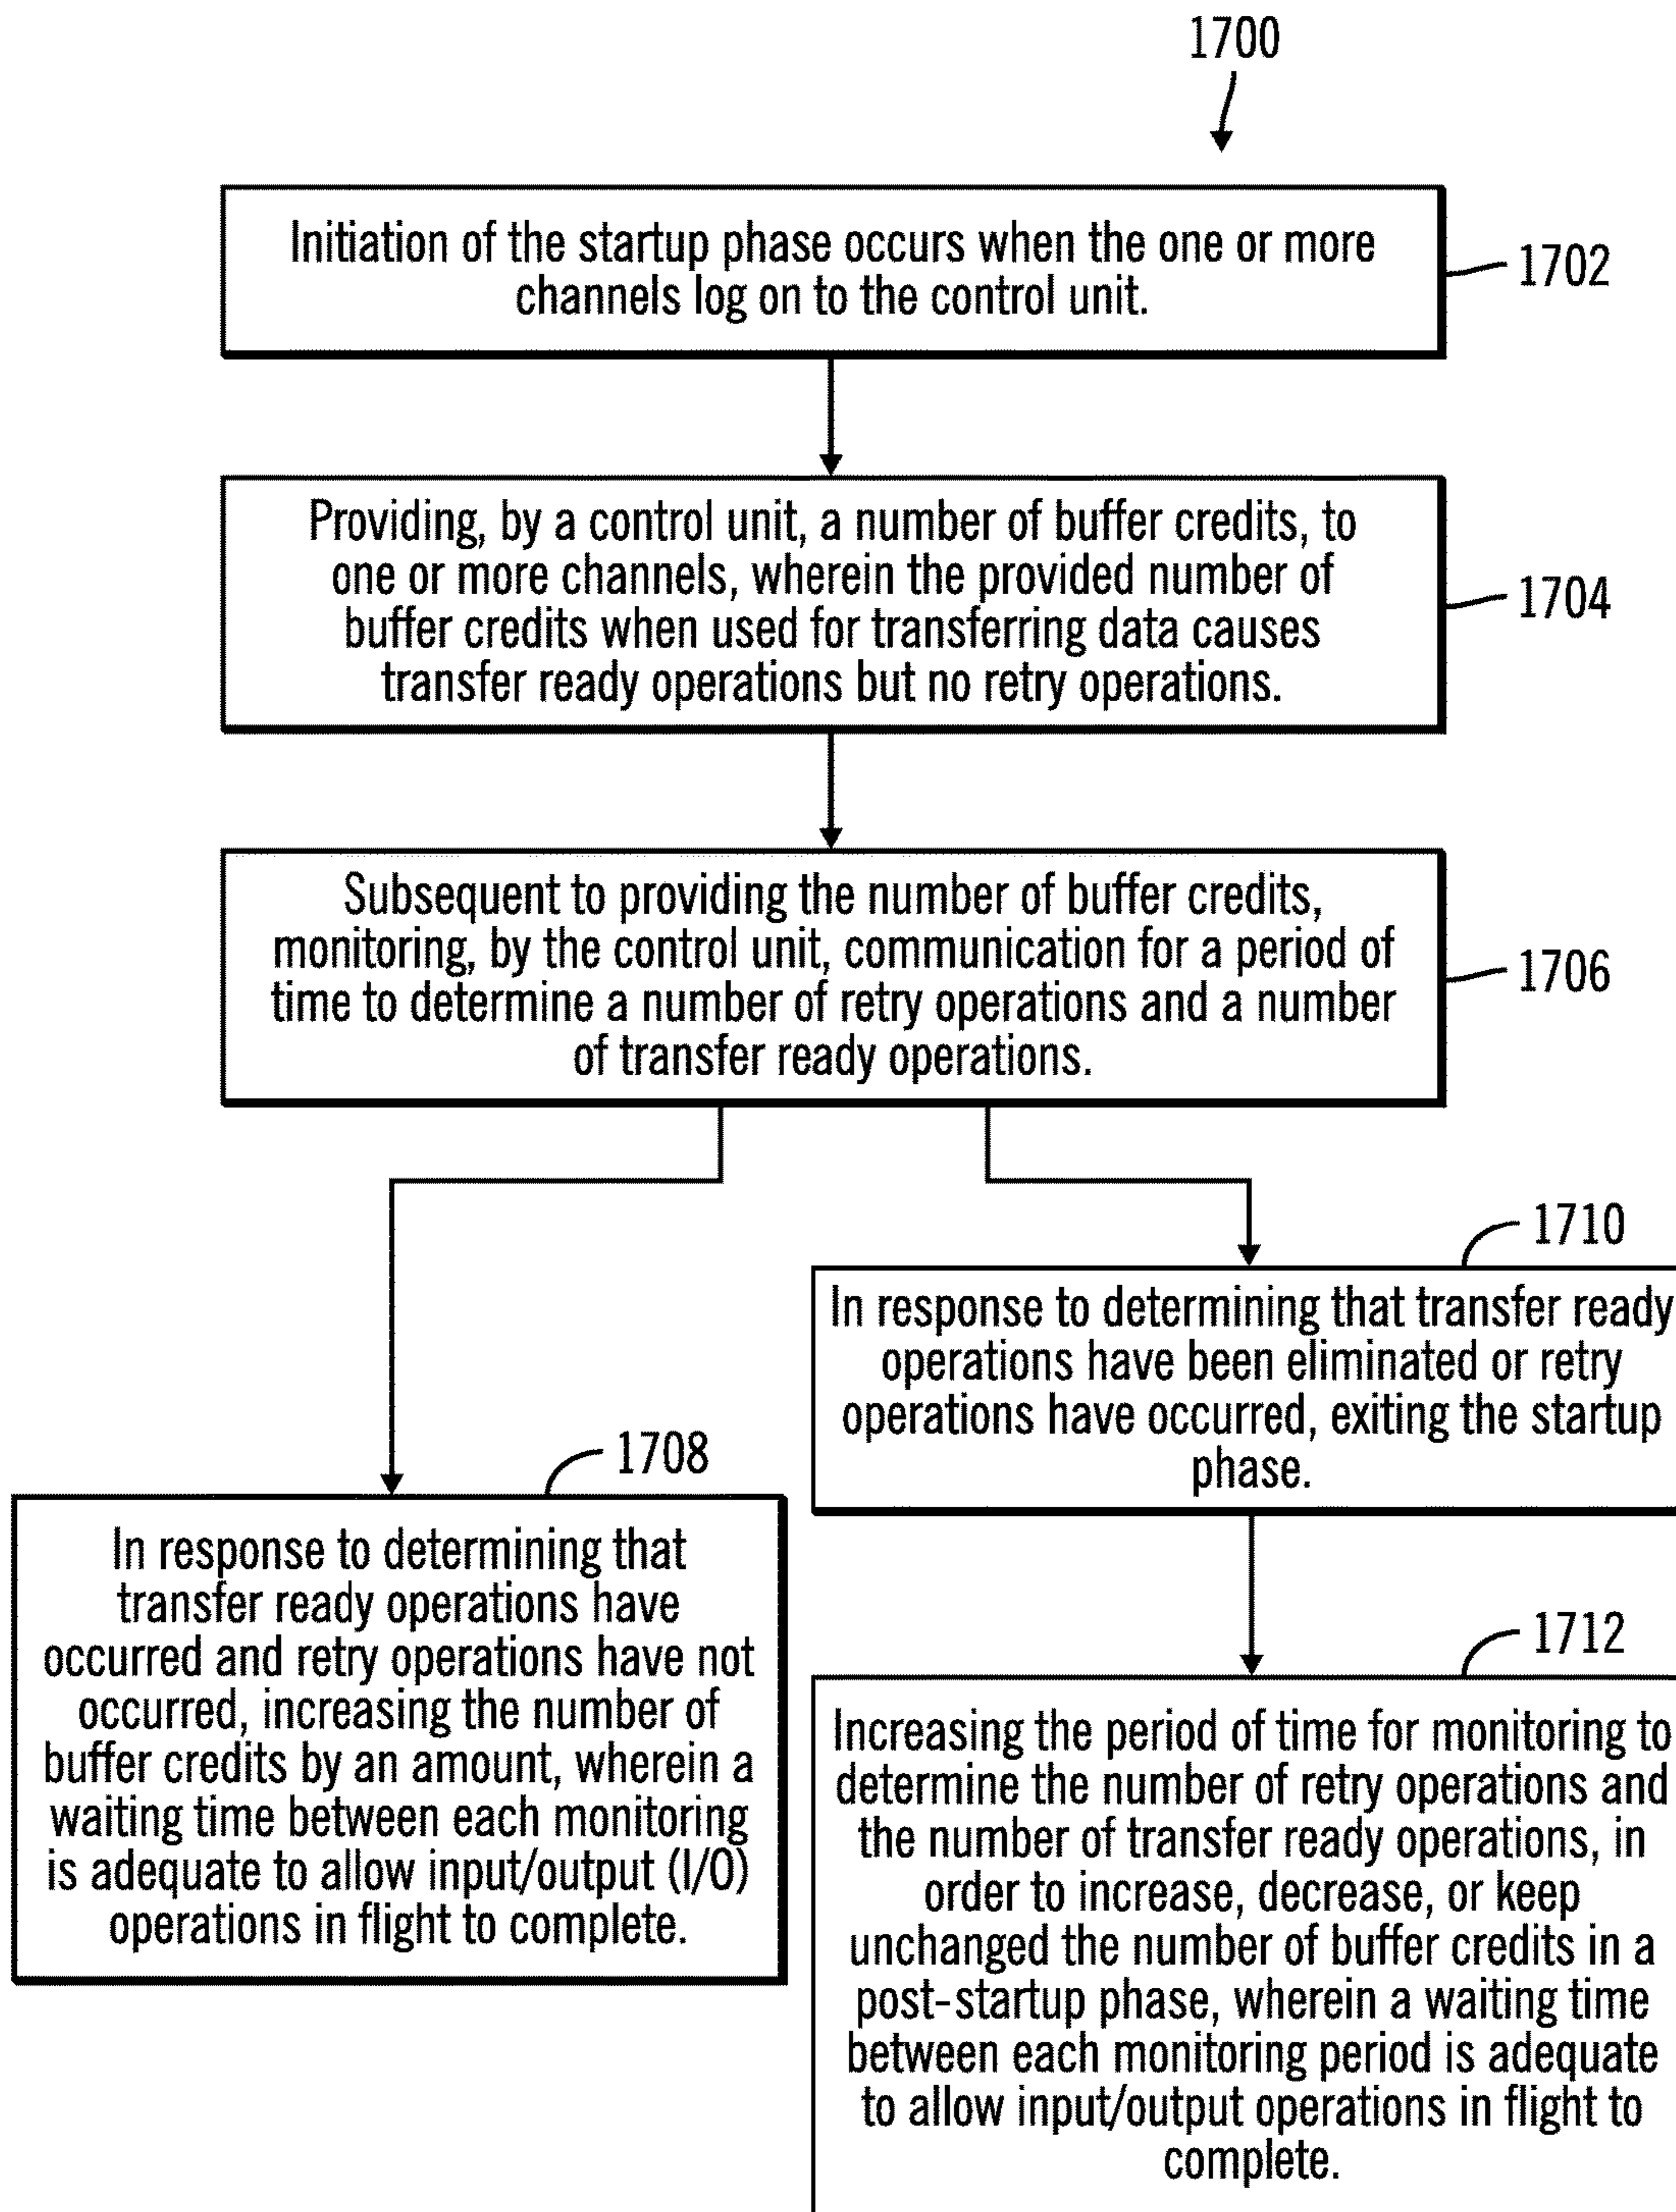 1700
Initiation of the startup phase occurs when the one or more
channels log on to the control unit.
1702
Providing, by a control unit, a number of buffer credits, to
one or more channels, wherein the provided number of
buffer credits when used for transferring data causes
transfer ready operations but no retry operations.
1704
Subsequent to providing the number of buffer credits,
monitoring, by the control unit, communication for a period of
time to determine a number of retry operations and a number
of transfer ready operations.
1706
1708
In response to determining that
transfer ready operations have
occurred and retry operations have not
occurred, increasing the number of
buffer credits by an amount, wherein a
waiting time between each monitoring
is adequate to allow input/output (I/O)
operations in flight to complete.
1710
In response to determining that transfer ready
operations have been eliminated or retry
operations have occurred, exiting the startup
phase.
1712
Increasing the period of time for monitoring to
determine the number of retry operations and
the number of transfer ready operations, in
order to increase, decrease, or keep
unchanged the number of buffer credits in a
post-startup phase, wherein a waiting time
between each monitoring period is adequate
to allow input/output operations in flight to
complete.